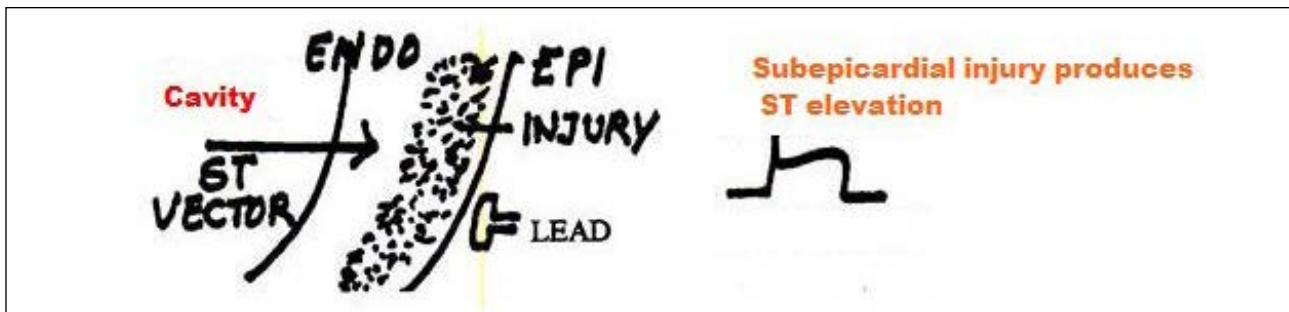 ENDO
EPI
Cavity
INJURY
ST
VECTOR
LEAD
Subepicardial injury produces
ST elevation